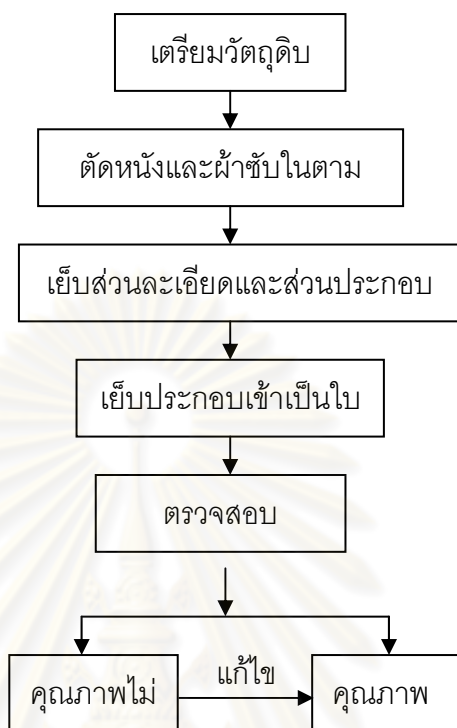 เตรียมวัตถุดิบ
ตัดหนังและผ้าซับในตาม
เย็บส่วนละเอียดและส่วนประกอบ
เย็บประกอบเข้าเป็นใบ
ตรวจสอบ
แก้ไข
คุณภาพไม่
คุณภาพ